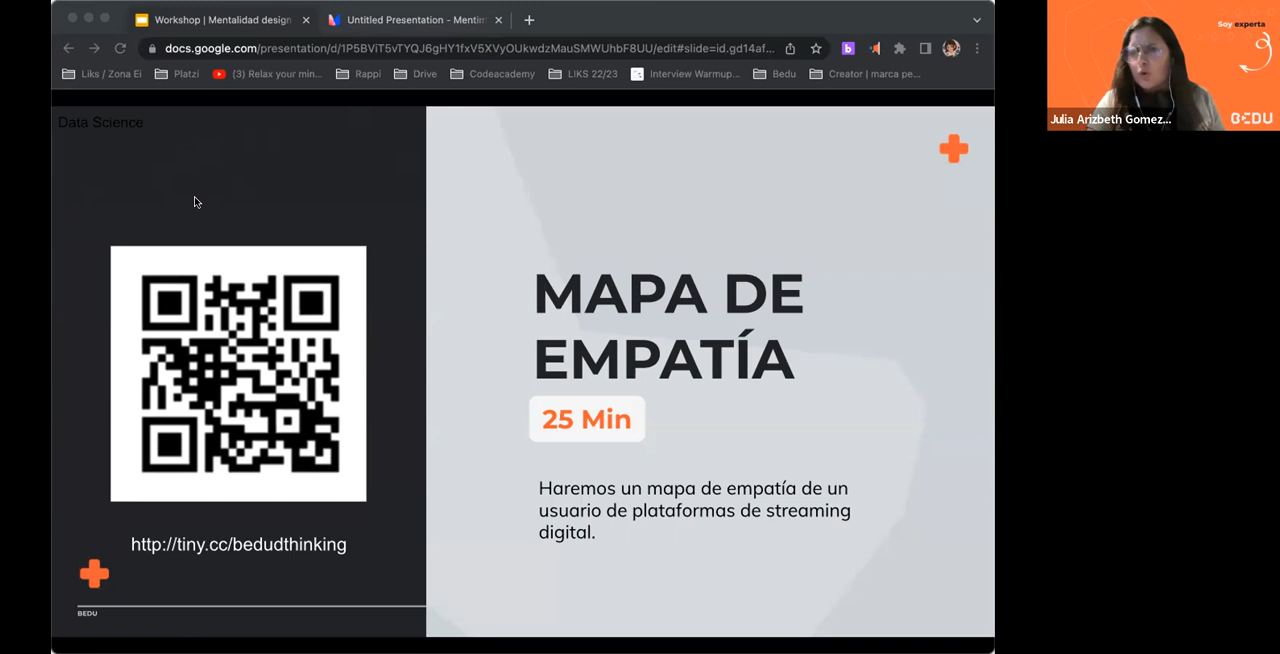 Workshop | Mentalidad design
Untitled Presentation - Mentim
docs.google.com/presentation/d/1P5BViT5vTYQJ6gHY1fxV5XVyOUkwdzMauSMWUhbF8UU/edit#slide=id.gd14af...
Liks / Zona Ei
Platzi
(3) Relax your min...
Rappi
Drive
Codeacademy
LIKS 22/23
Interview Warmup...
Bedu
Creator | marca pe...
Soy experta
BEDU
Julia Arizbeth Gomez...
Data Science
http://tiny.cc/bedudthinking
BEDU
MAPA DE
EMPATÍA
25 Min
Haremos un mapa de empatía de un
usuario de plataformas de streaming
digital.